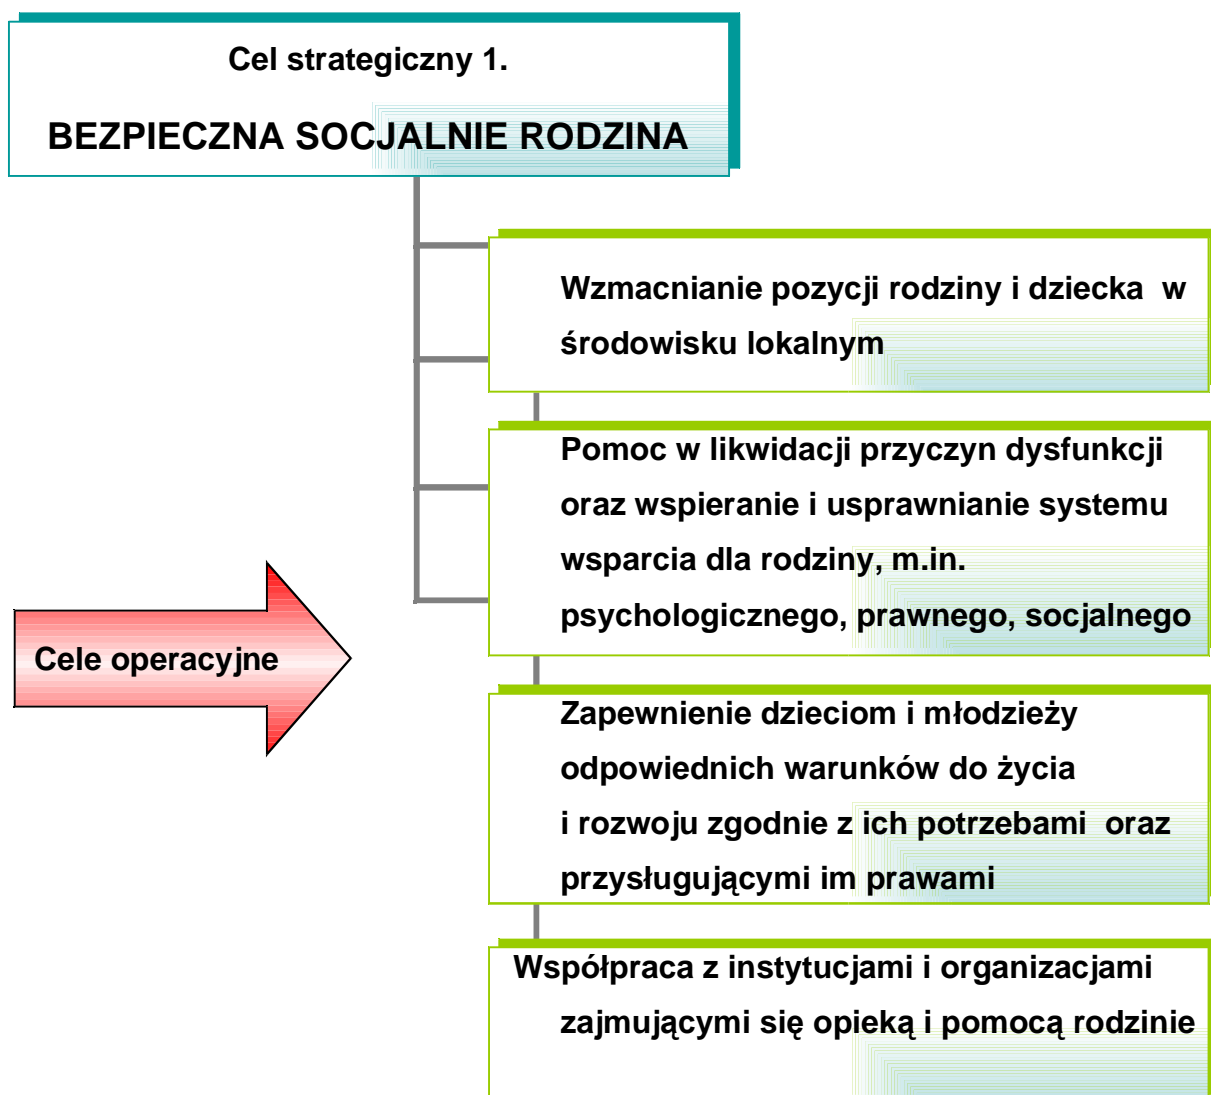 Cel strategiczny 1.
BEZPIECZNA SOCJALNIE RODZINA
Wzmacnianie pozycji rodziny i dziecka w
środowisku lokalnym
Pomoc w likwidacji przyczyn dysfunkcji
oraz wspieranie i usprawnianie systemu
wsparcia dla rodziny, m.in.
psychologicznego, prawnego, socjalnego
Cele operacyjne
Zapewnienie dzieciom i młodzieży
odpowiednich warunków do życia
i rozwoju zgodnie z ich potrzebami oraz
przysługującymi im prawami
Współpraca z instytucjami i organizacjami
zajmującymi się opieką i pomocą rodzinie